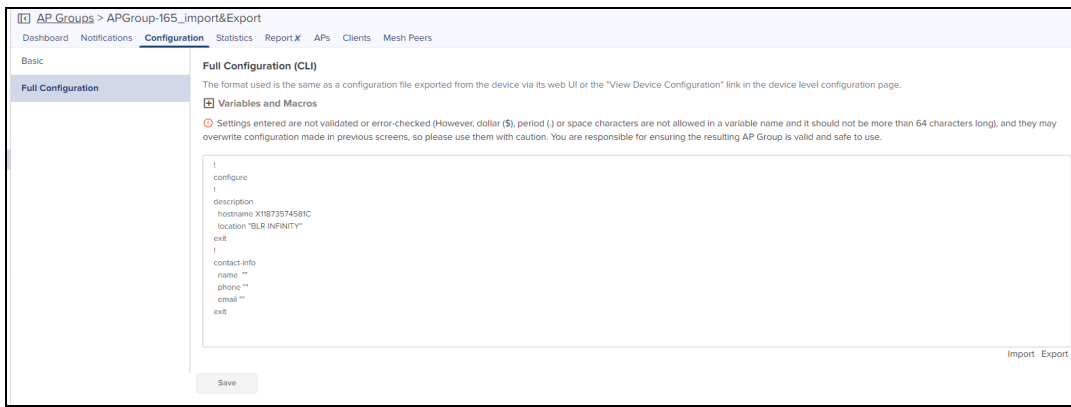 AP Groups > APGroup-165_import&Export
Dashboard Notifications Configuration Statistics Report X APs Clients Mesh Peers
Basic
Full Configuration
Full Configuration (CLI)
The format used is the same as a configuration file exported from the device via its web UI or the "View Device Configuration" link in the device level configuration page.
Variables and Macros
Settings entered are not validated or error-checked (However, dollar ($), period (.) or space characters are not allowed in a variable name and it should not be more than 64 characters long), and they may
overwrite configuration made in previous screens, so please use them with caution. You are responsible for ensuring the resulting AP Group is valid and safe to use.
!
configure
!
description
hostname X11873574581C
location "BLR-INFINITY"
exit
!
contact-info
name ""
phone ""
email ""
exit
Import Export
Save